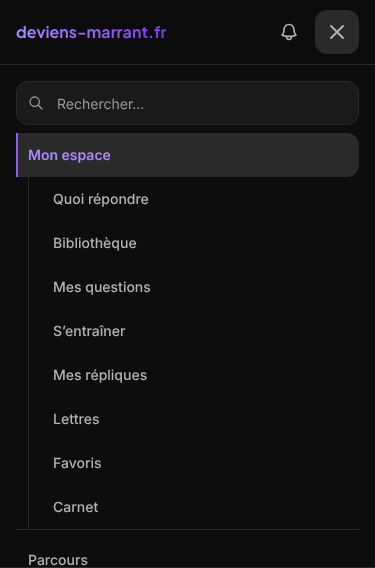 deviens-marrant.fr
Rechercher...
Mon espace
Quoi répondre
Bibliothèque
Mes questions
S'entraîner
Mes répliques
Lettres
Favoris
Carnet
Parcours